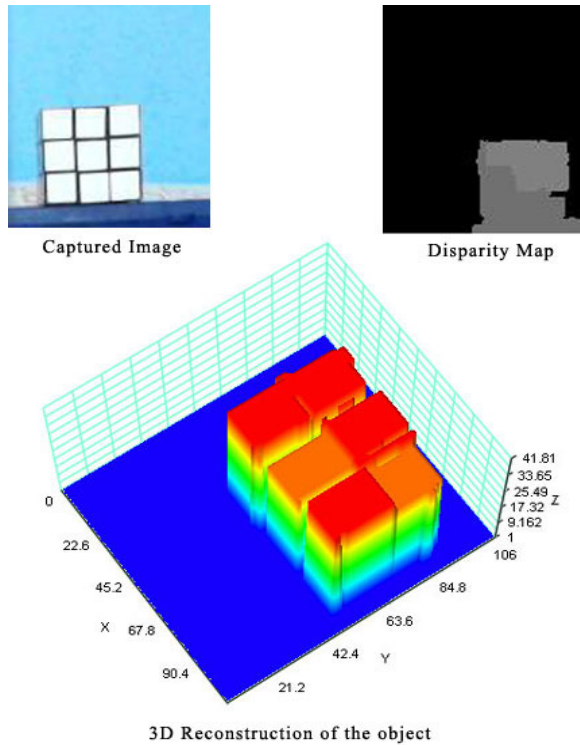 Captured Image
Disparity Map
41.81
33.65
25.49
17.32
9.162
1
Z
0
22.6
45.2
67.8
90.4
X
21.2
42.4
63.6
84.8
106
Y
3D Reconstruction of the object